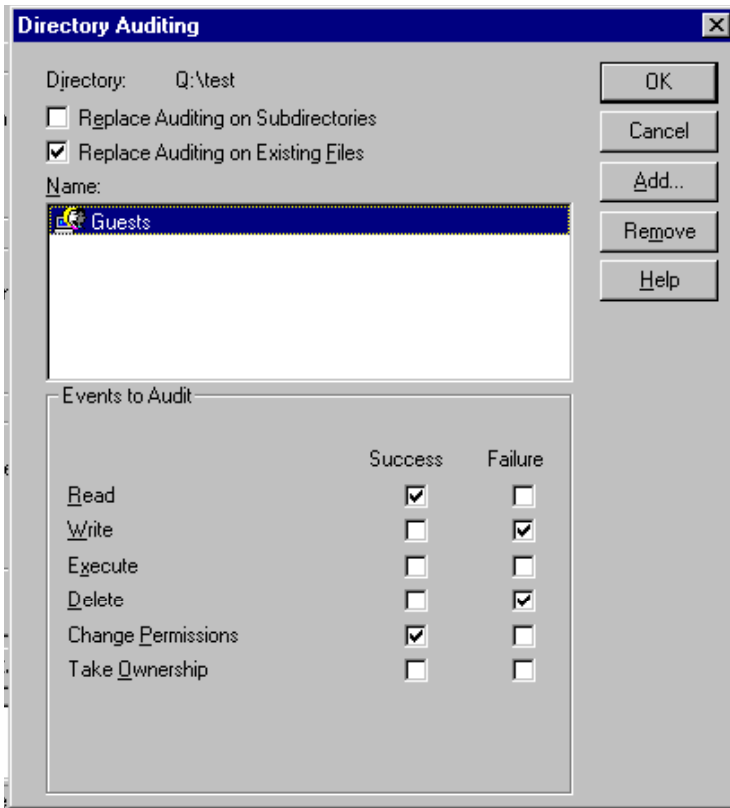 Directory Auditing
Directory: Q:\test
OK
Replace Auditing on Subdirectories
Cancel
Replace Auditing on Existing Files
Add...
Name:
Guests
Remove
Help
Events to Audit
Success Failure
Read
Write
Execute
Delete
Change Permissions
Take Ownership